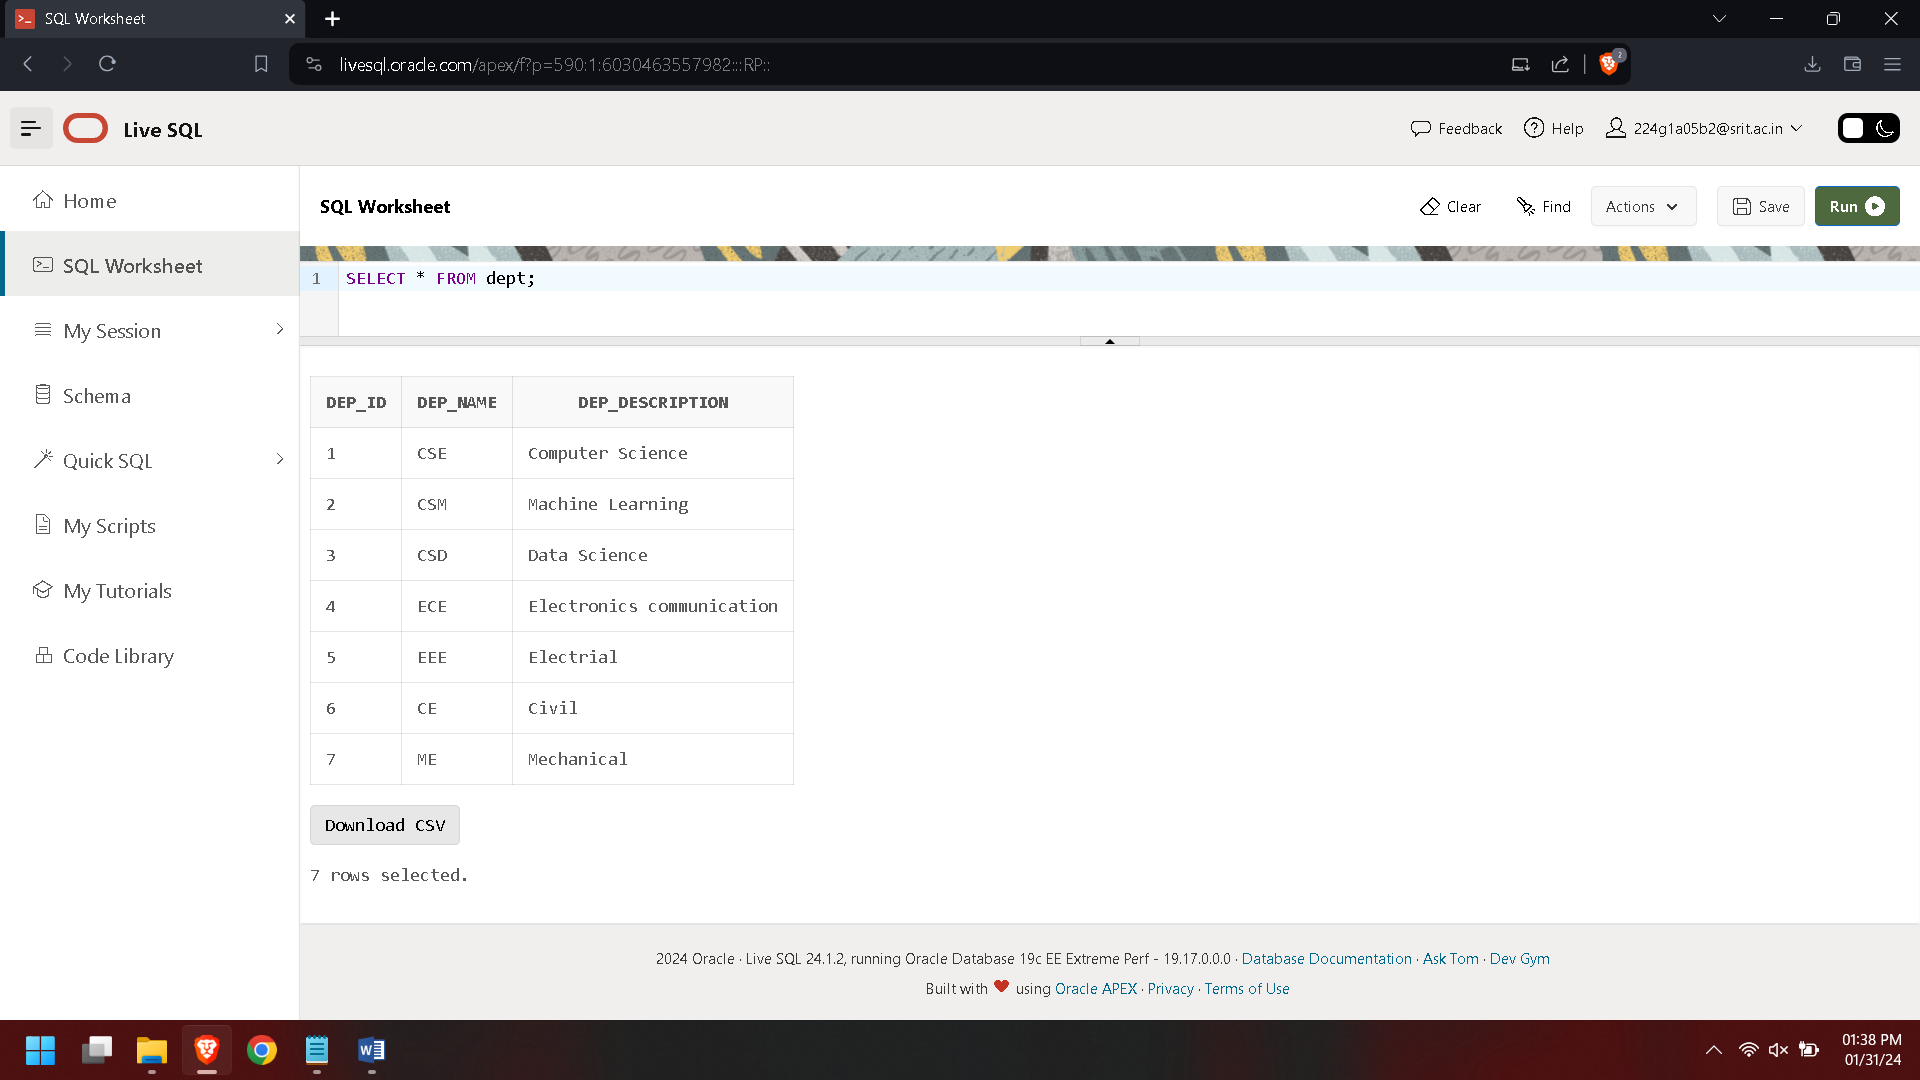 SQL Worksheet
livesql.oracle.com/apex/f?p=590:1:6030463557982:::RP::
2
Live SQL
Feedback
Help
224g1a05b2@srit.ac.in
Home
SQL Worksheet
My Session
Schema
Quick SQL
My Scripts
My Tutorials
Code Library
SQL Worksheet
Clear
Find
Actions
Save
Run
1 SELECT * FROM dept;
DEP_ID DEP_NAME DEP_DESCRIPTION
1 CSE Computer Science
2 CSM Machine Learning
3 CSD Data Science
4 ECE Electronics communication
5 EEE Electrial
6 CE Civil
7 ME Mechanical
Download CSV
7 rows selected.
2024 Oracle · Live SQL 24.1.2, running Oracle Database 19c EE Extreme Perf - 19.17.0.0.0 · Database Documentation · Ask Tom · Dev Gym
Built with ❤ using Oracle APEX · Privacy · Terms of Use
01:38 PM
01/31/24